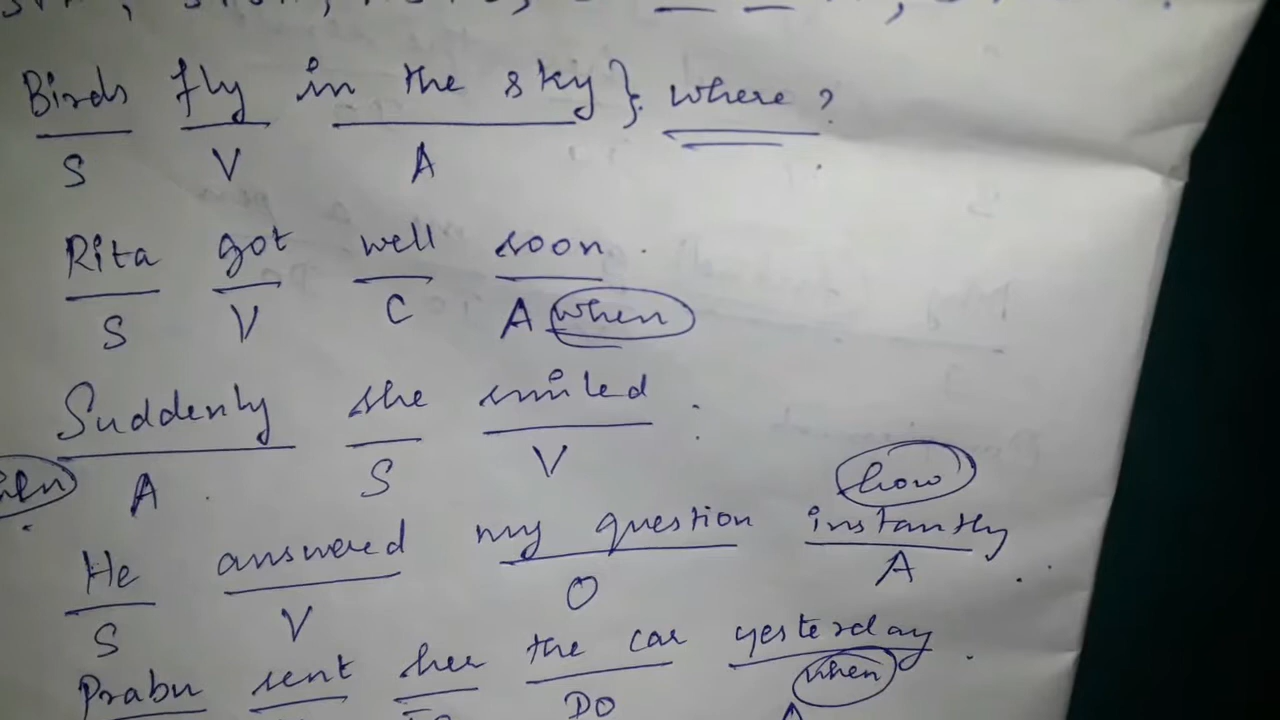 Birds fly in the sky}. where?
S V A
Rita got well soon.
S V C A when
Suddenly she smiled.
A S V
how
He answered my question instantly.
S V O A
Prabu sent her the car yesterday.
DO when
A